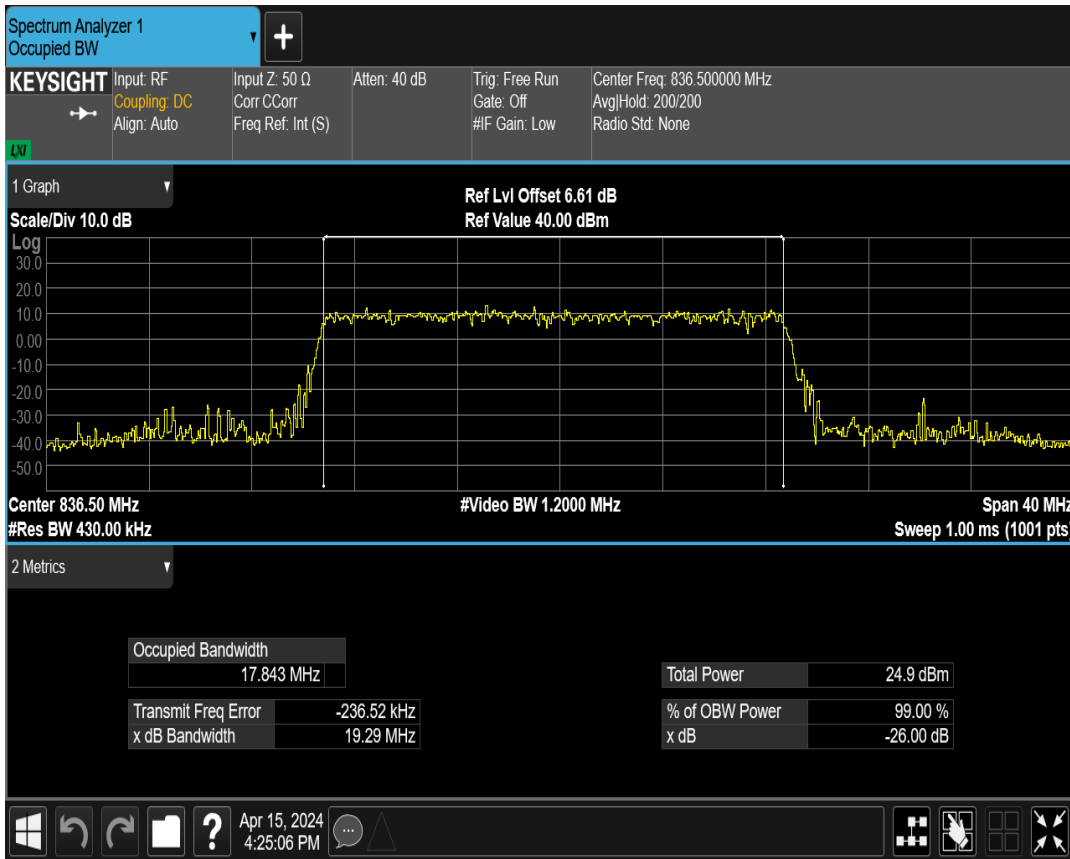 Spectrum Analyzer 1
Occupied BW
+
KEYSIGHT
LXI
Input: RF
Coupling: DC
Align: Auto
Input Z: 50 Ω
Corr CCorr
Freq Ref: Int (S)
Atten: 40 dB
Trig: Free Run
Gate: Off
#IF Gain: Low
Center Freq: 836.500000 MHz
Avg|Hold: 200/200
Radio Std: None
1 Graph
Scale/Div 10.0 dB
Ref Lvl Offset 6.61 dB
Ref Value 40.00 dBm
Log
30.0
20.0
10.0
0.00
-10.0
-20.0
-30.0
-40.0
-50.0
Center 836.50 MHz
#Video BW 1.2000 MHz
Span 40 MHz
#Res BW 430.00 kHz
Sweep 1.00 ms (1001 pts)
2 Metrics
Occupied Bandwidth
17.843 MHz
Transmit Freq Error -236.52 kHz
x dB Bandwidth 19.29 MHz
Total Power 24.9 dBm
% of OBW Power 99.00 %
x dB -26.00 dB
?
Apr 15, 2024
4:25:06 PM